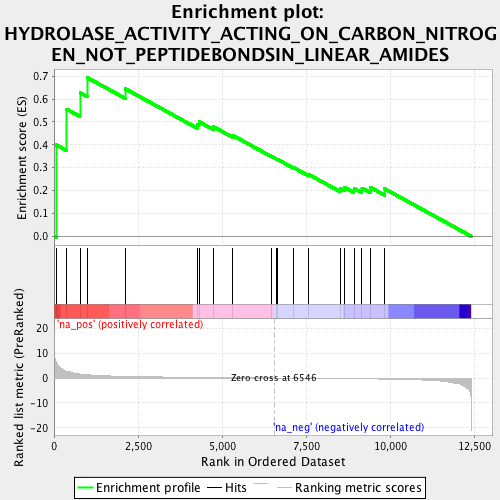 Enrichment plot:
HYDROLASE_ACTIVITY_ACTING_ON_CARBON_NITROG
EN_NOT_PEPTIDEBONDSIN_LINEAR_AMIDES
Enrichment score (ES)
0.7
0.6
0.5
0.4
0.3
0.2
0.1
0.0
'na_pos' (positively correlated)
Ranked list metric (PreRanked)
20
10
0
-10
-20
Zero cross at 6546
'na_neg' (negatively correlated)
0
2,500
5,000
7,500
10,000
12,500
Rank in Ordered Dataset
Enrichment profile
Hits
Ranking metric scores